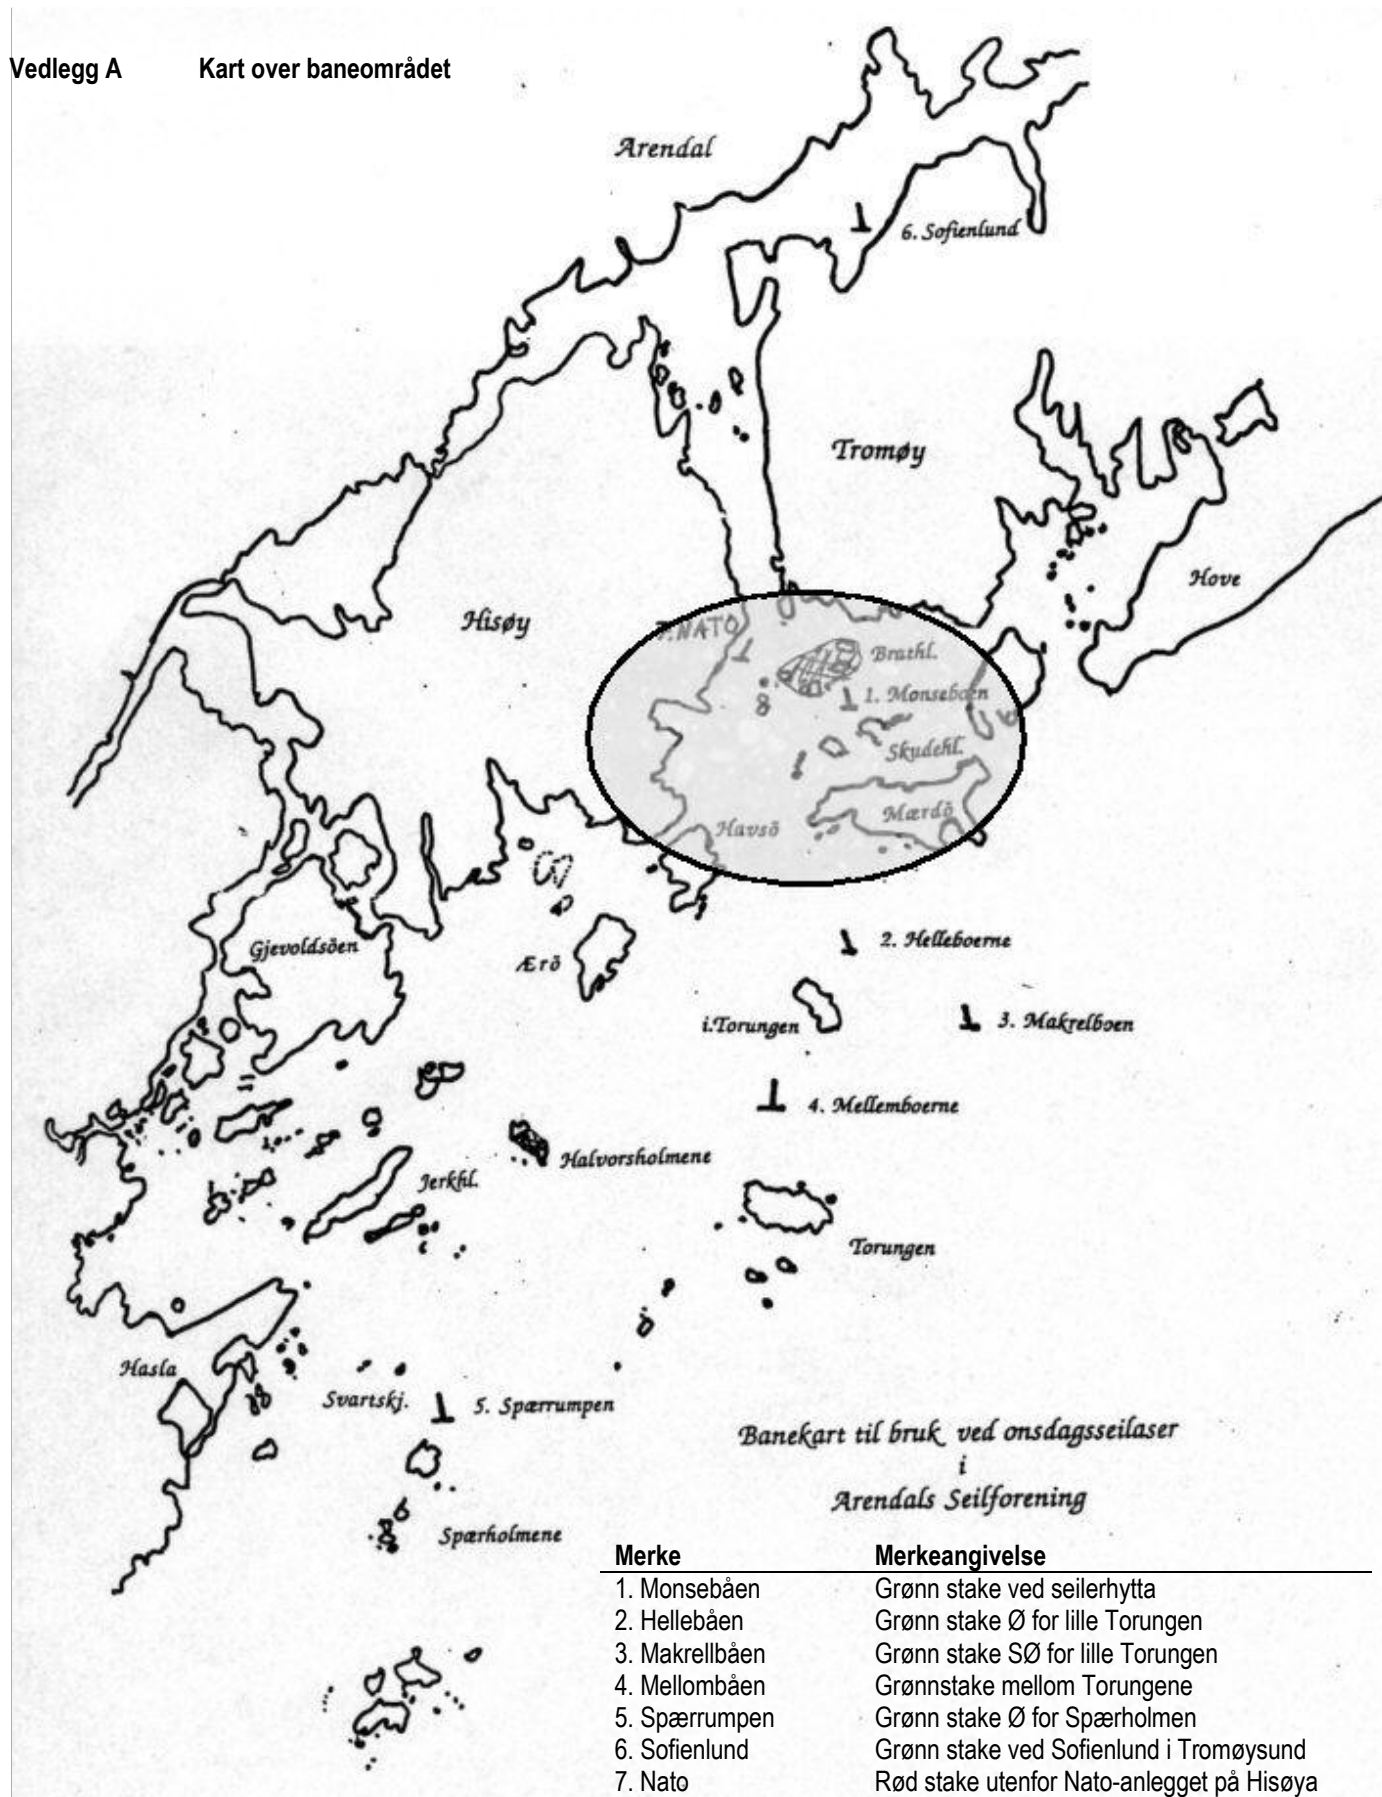 Vedlegg A Kart over baneområdet
Arendal
6. Sofienlund
Tromøy
Hove
Hisøy
7. NATO
Brathl.
1. Monseboen
Skudehl.
Mærdö
Havsö
Gjevoldsöen
Ærö
2. Helleboerne
i.Torungen
3. Makrelboen
4. Mellemboerne
Halvorsholmene
Jerkhl.
Torungen
Hasla
Svartskj.
5. Spærrumpen
Banekart til bruk ved onsdagsseilaser
i
Arendals Seilforening
Spærholmene
Merke Merkeangivelse
1. Monsebåen Grønn stake ved seilerhytta
2. Hellebåen Grønn stake Ø for lille Torungen
3. Makrellbåen Grønn stake SØ for lille Torungen
4. Mellombåen Grønnstake mellom Torungene
5. Spærrumpen Grønn stake Ø for Spærholmen
6. Sofienlund Grønn stake ved Sofienlund i Tromøysund
7. Nato Rød stake utenfor Nato-anlegget på Hisøya